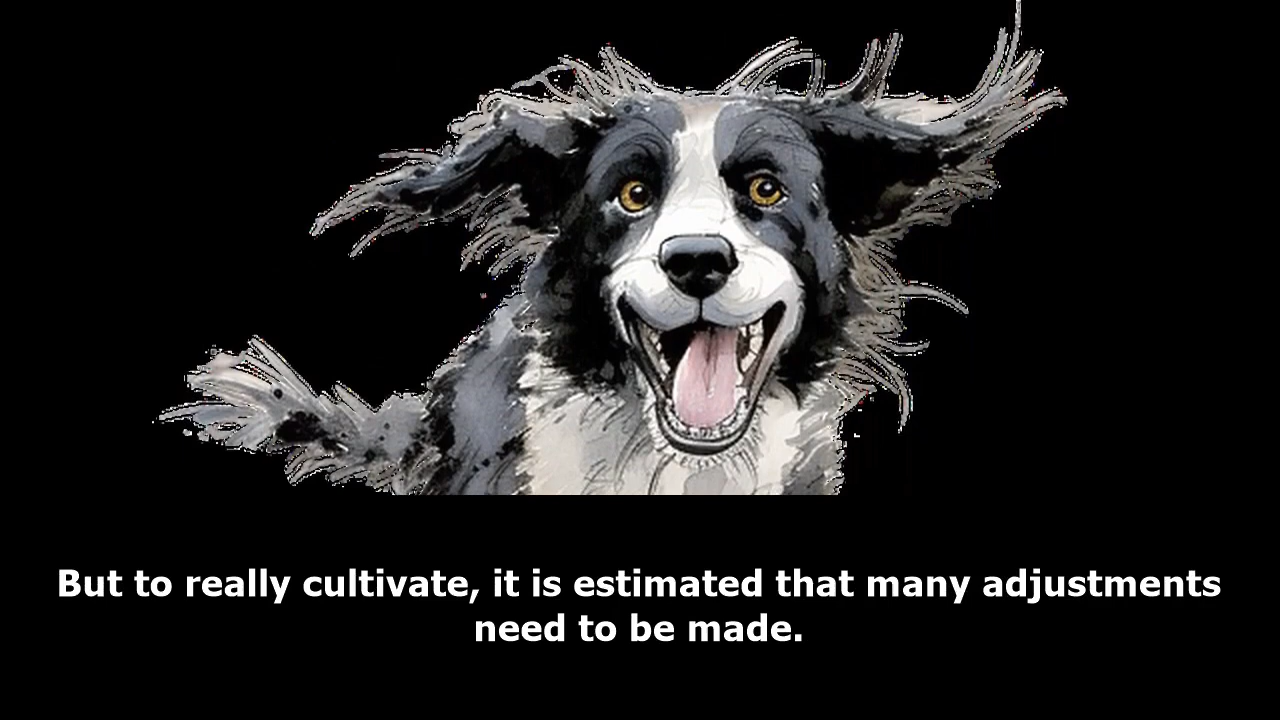 But to really cultivate, it is estimated that many adjustments
need to be made.